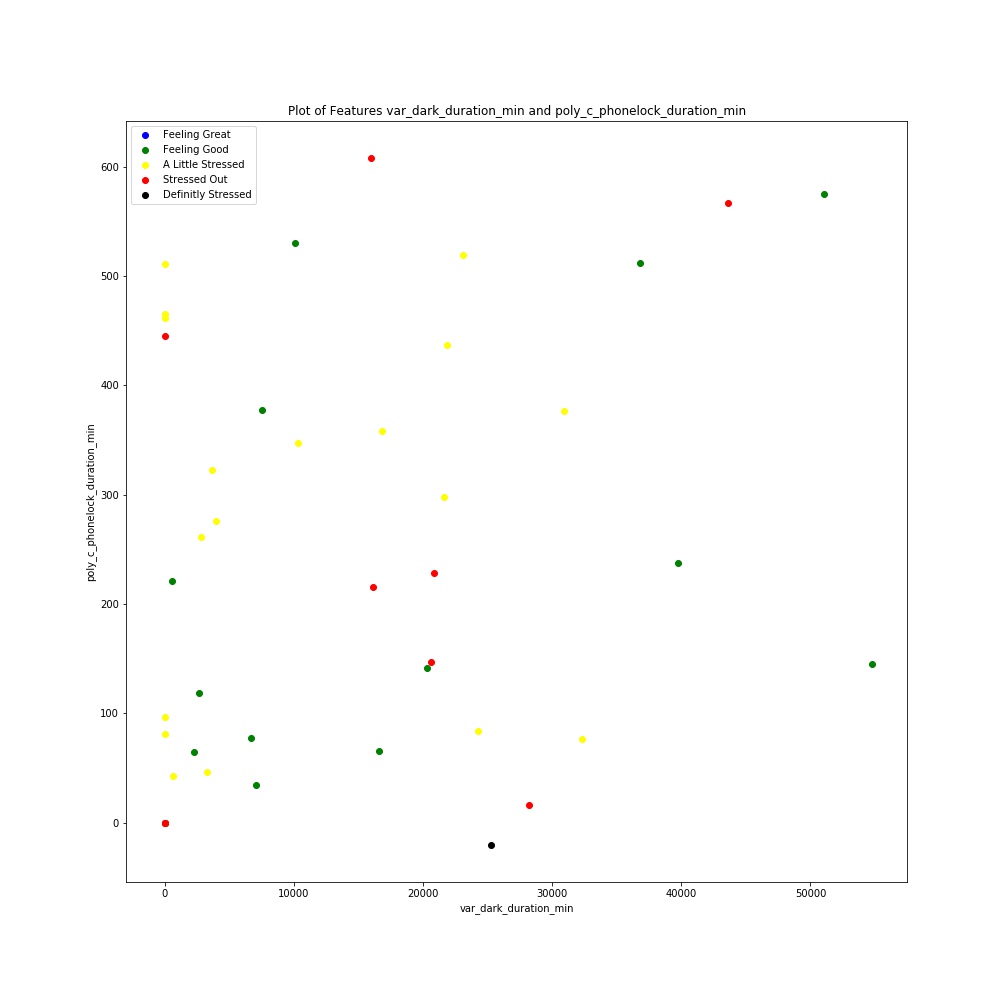 Plot of Features var_dark_duration_min and poly_c_phonelock_duration_min
Feeling Great
Feeling Good
A Little Stressed
Stressed Out
Definitly Stressed
600
500
400
300
200
100
0
poly_c_phonelock_duration_min
0 10000 20000 30000 40000 50000
var_dark_duration_min